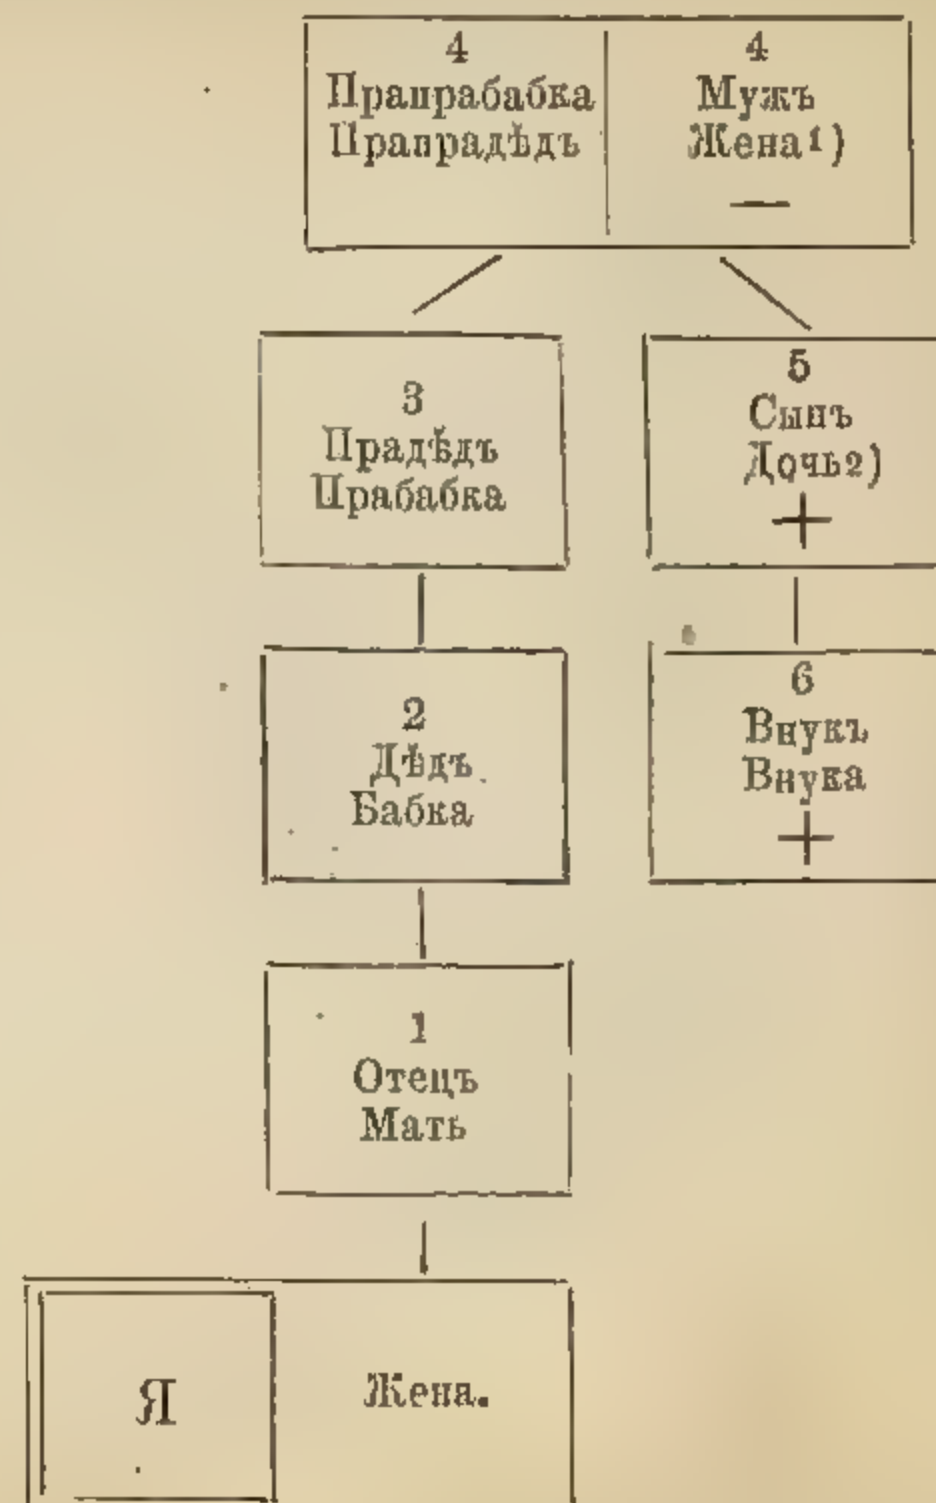 4
Прапрабабка
Прапрадѣдъ
4
Мужъ
Жена¹)
—
3
Прадѣдъ
Прабабка
5
Сынъ
Дочь2)
+
2
Дѣдъ
Бабка
6
Внукъ
Внука
+
1
Отецъ
Мать
Я
Жена.